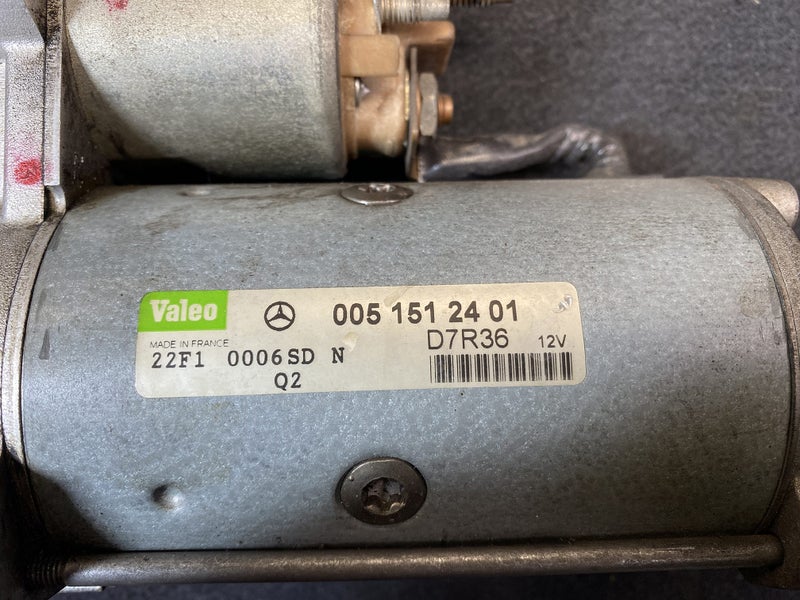 Valeo 005 151 24 01
MADE IN FRANCE D7R36 12V
22F1 0006SD N
Q2